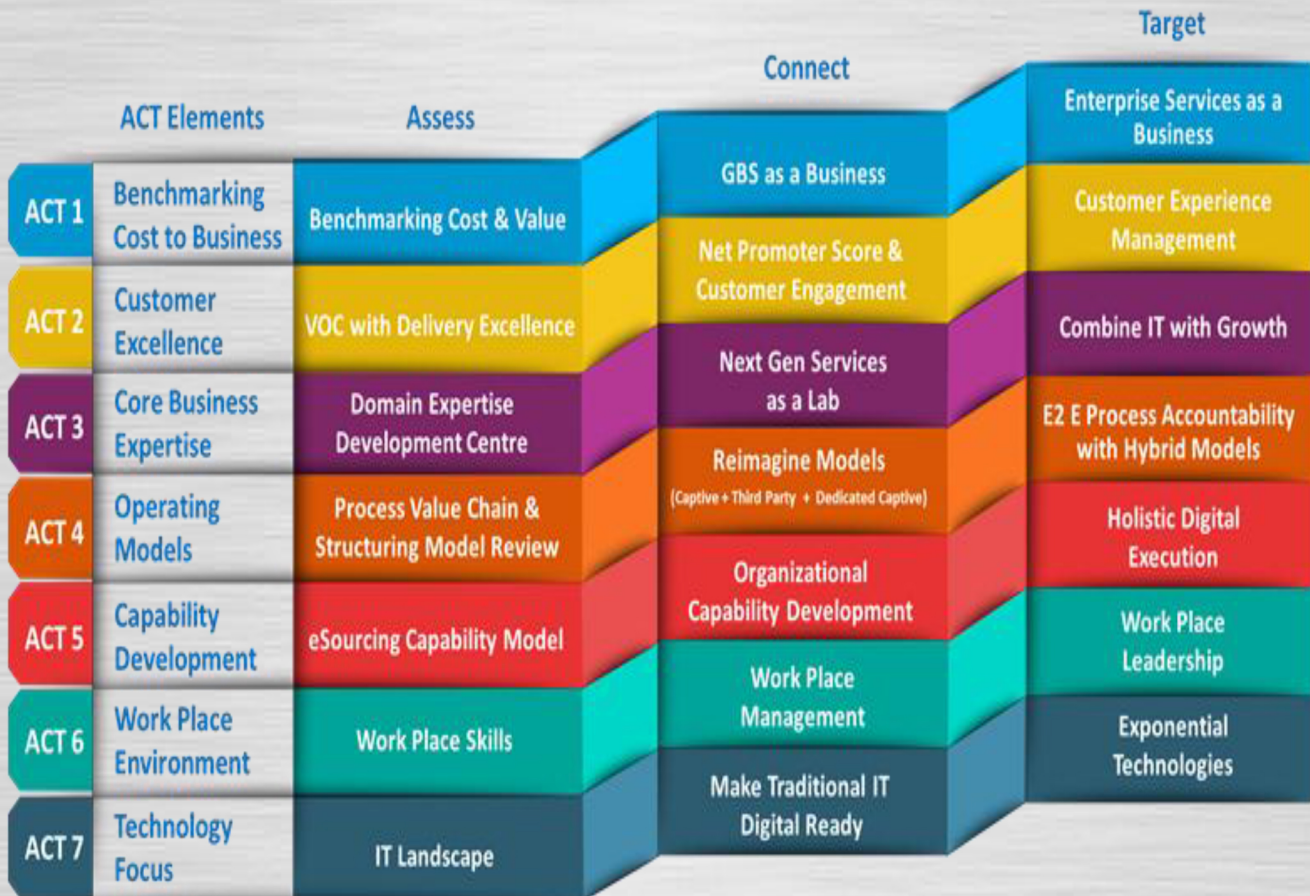 Target
Connect
ACT Elements
Assess
ACT 1
Benchmarking
Cost to Business
Benchmarking Cost & Value
GBS as a Business
Enterprise Services as a
Business
ACT 2
Customer
Excellence
VOC with Delivery Excellence
Net Promoter Score &
Customer Engagement
Customer Experience
Management
ACT 3
Core Business
Expertise
Domain Expertise
Development Centre
Next Gen Services
as a Lab
Combine IT with Growth
ACT 4
Operating
Models
Process Value Chain &
Structuring Model Review
Reimagine Models
(Captive + Third Party + Dedicated Captive)
E2 E Process Accountability
with Hybrid Models
ACT 5
Capability
Development
eSourcing Capability Model
Organizational
Capability Development
Holistic Digital
Execution
ACT 6
Work Place
Environment
Work Place Skills
Work Place
Management
Work Place
Leadership
ACT 7
Technology
Focus
IT Landscape
Make Traditional IT
Digital Ready
Exponential
Technologies